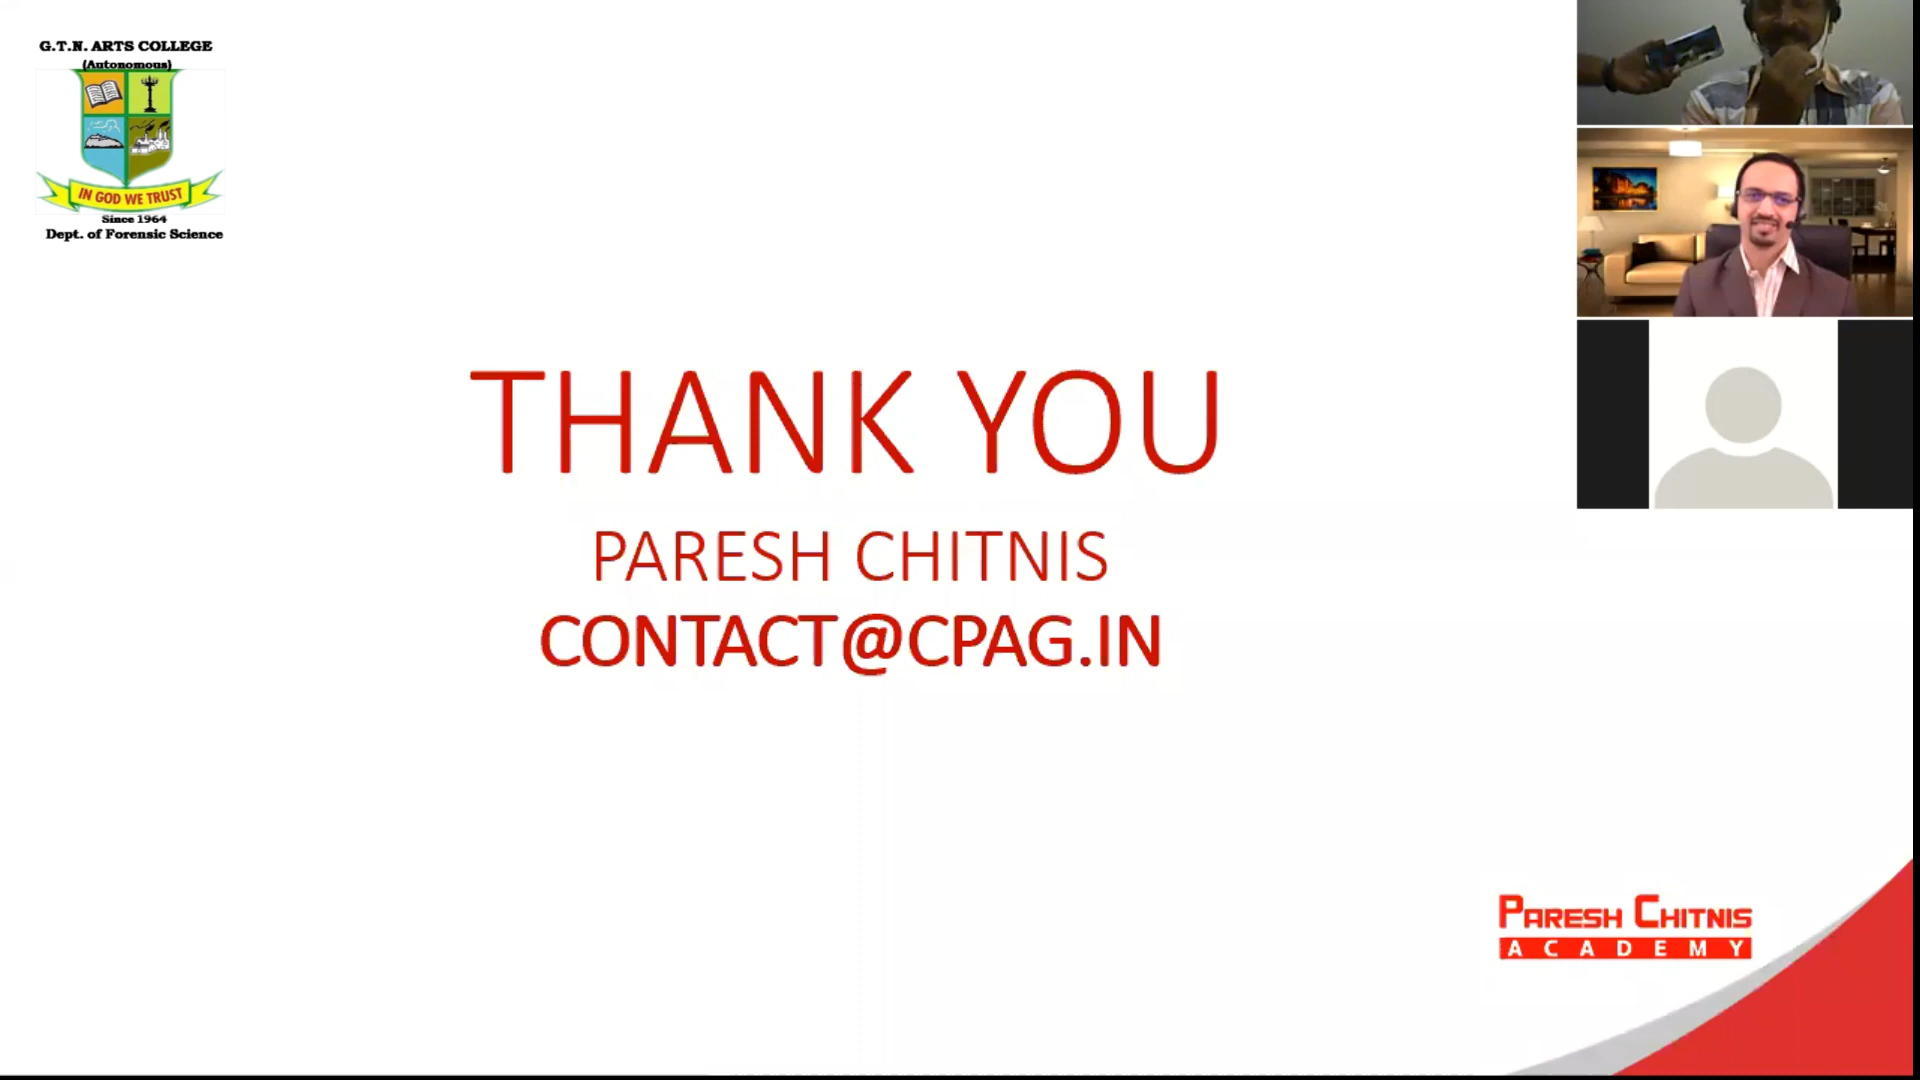 G.T.N. ARTS COLLEGE
(Autonomous)
IN GOD WE TRUST
Since 1964
Dept. of Forensic Science
THANK YOU
PARESH CHITNIS
CONTACT@CPAG.IN
PARESH CHITNIS
ACADEMY